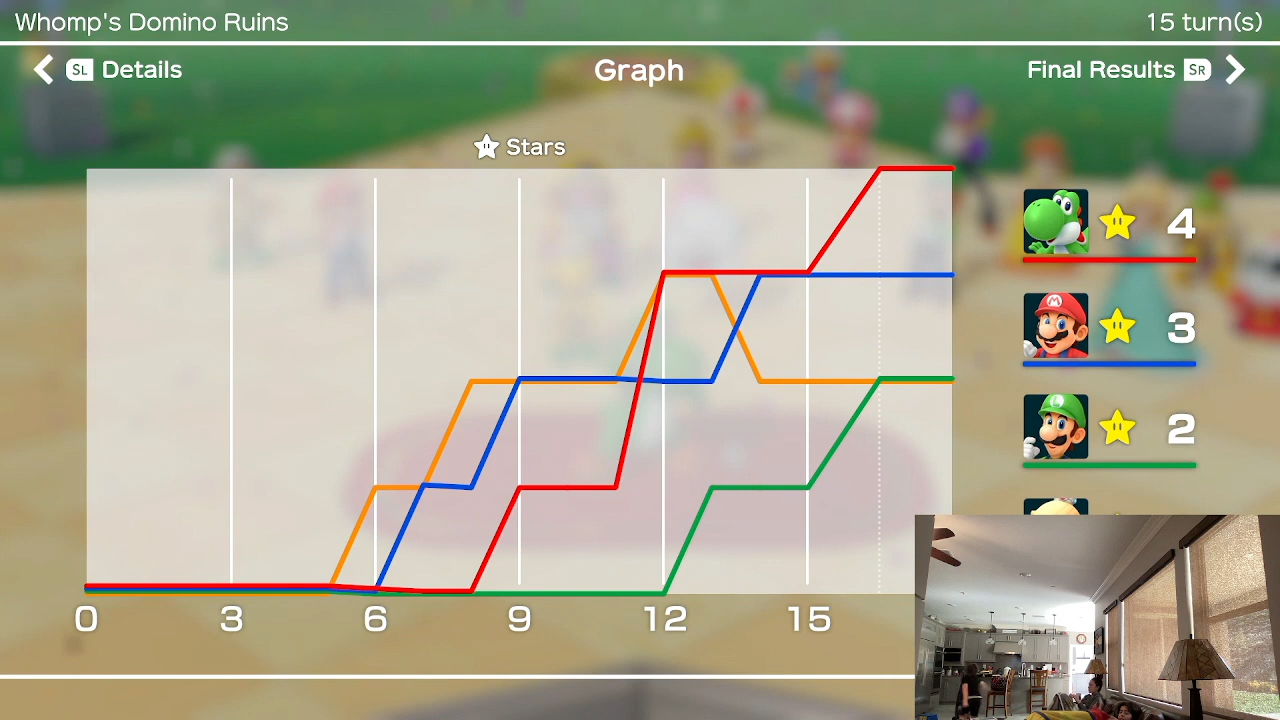 Whomp's Domino Ruins
15 turn(s)
SL Details
Graph
Final Results SR
Stars
4
3
2
0 3 6 9 12 15